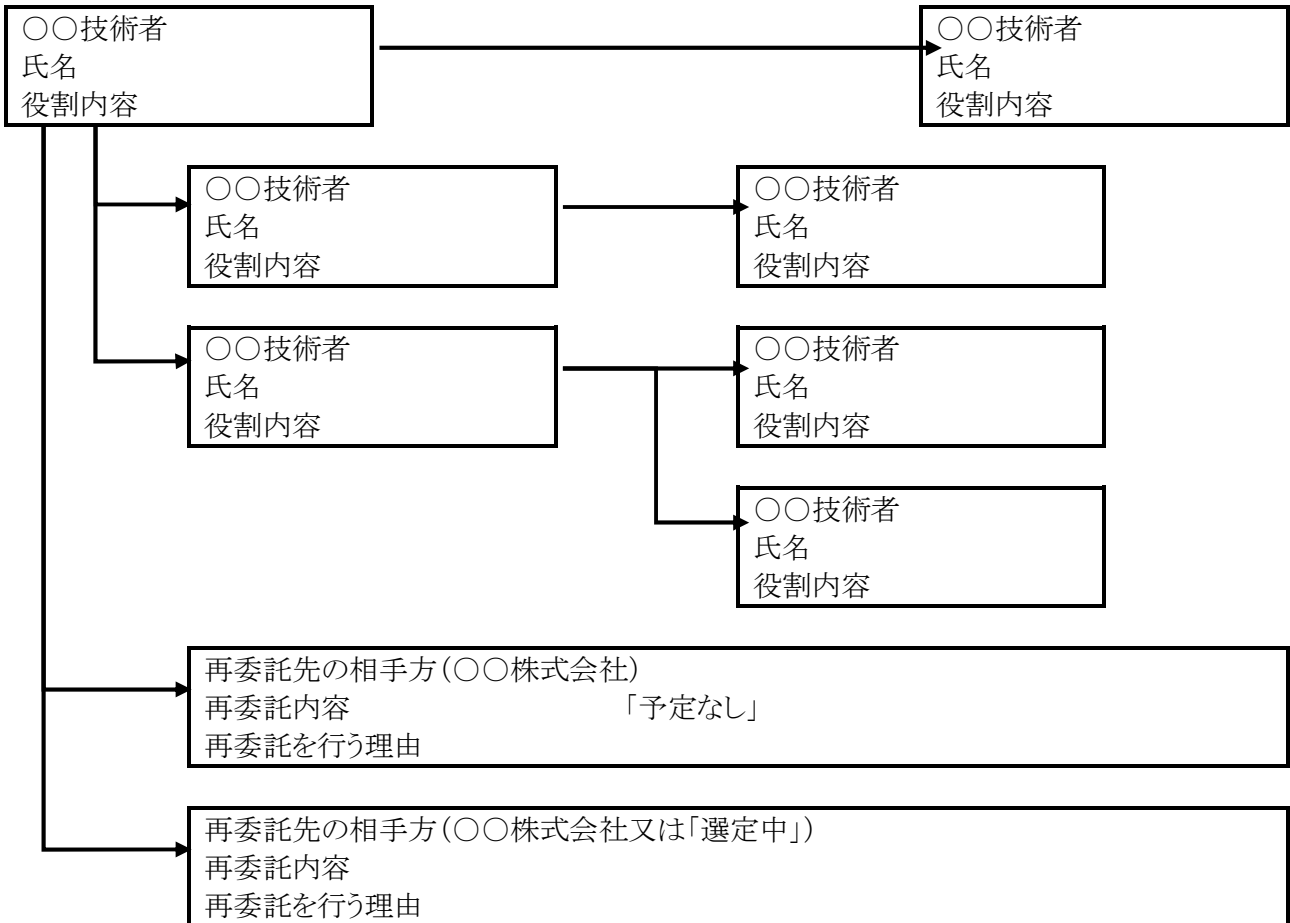 ○○技術者
氏名
役割内容
○○技術者
氏名
役割内容
○○技術者
氏名
役割内容
○○技術者
氏名
役割内容
○○技術者
氏名
役割内容
○○技術者
氏名
役割内容
○○技術者
氏名
役割内容
再委託先の相手方(○○株式会社)
再委託内容 「予定なし」
再委託を行う理由
再委託先の相手方(○○株式会社又は「選定中」)
再委託内容
再委託を行う理由